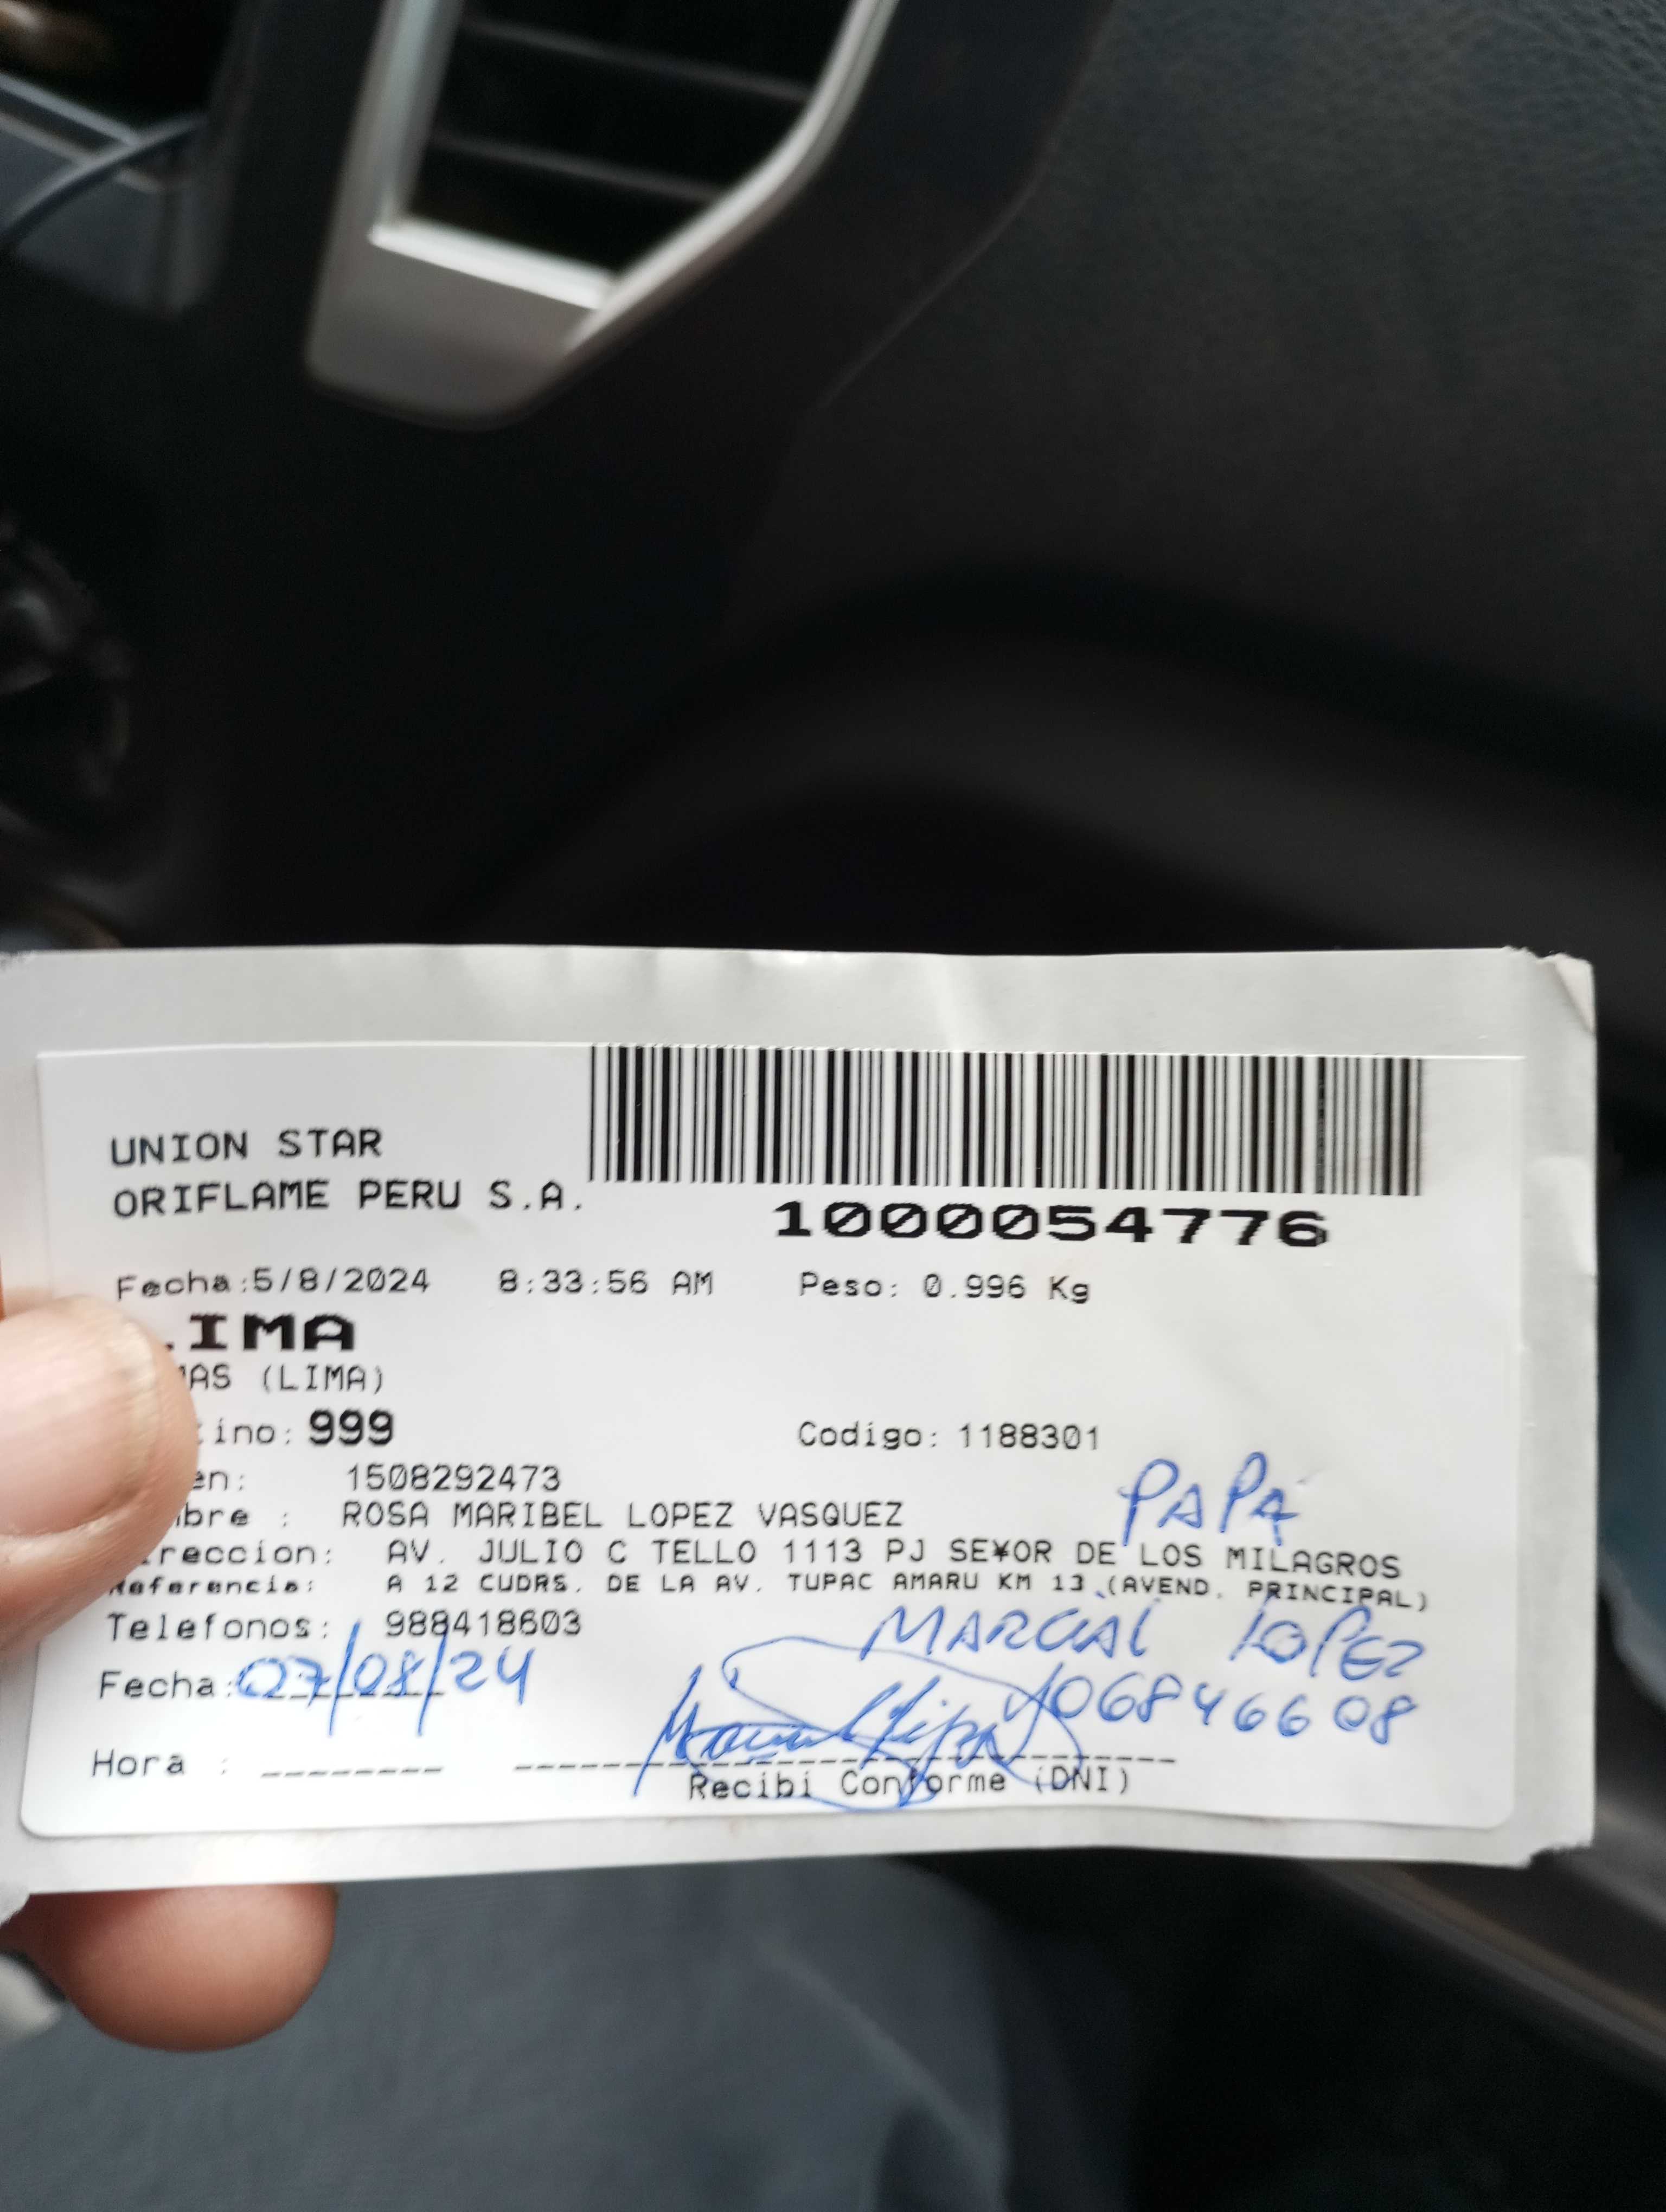 UNION STAR
ORIFLAME PERU S.A.
1000054776
Fecha:5/8/2024 8:33:56 AM Peso: 0.996 Kg
IMA
MAS (LIMA)
tino: 999 Codigo: 1188301
en: 1508292473
PAPÁ
mbre : ROSA MARIBEL LOPEZ VASQUEZ
ireccion: AV. JULIO C TELLO 1113 PJ SE¥OR DE LOS MILAGROS
Referencia: A 12 CUDRS. DE LA AV. TUPAC AMARU KM 13 (AVEND. PRINCIPAL)
Telefonos: 988418603
MARCIAL LOPEZ
Fecha: 07/08/24
06846608
Hora :
Recibi Conforme (DNI)